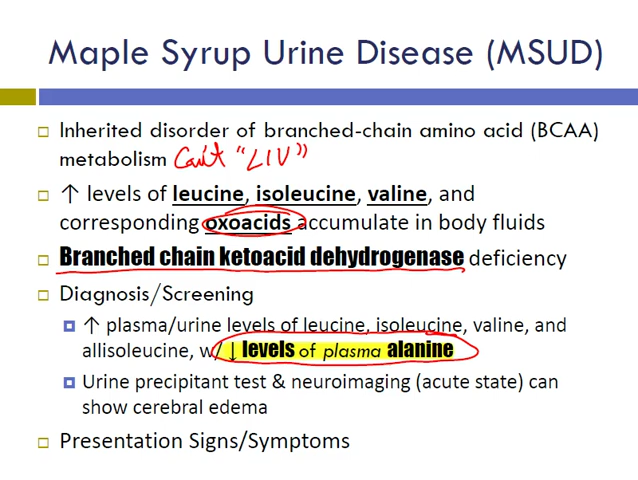 Maple Syrup Urine Disease (MSUD)
Inherited disorder of branched-chain amino acid (BCAA)
metabolism Can't "LIV"
↑ levels of leucine, isoleucine, valine, and
corresponding oxoacids accumulate in body fluids
Branched chain ketoacid dehydrogenase deficiency
Diagnosis/Screening
↑ plasma/urine levels of leucine, isoleucine, valine, and
allisoleucine, w/ ↓ levels of plasma alanine
Urine precipitant test & neuroimaging (acute state) can
show cerebral edema
Presentation Signs/Symptoms